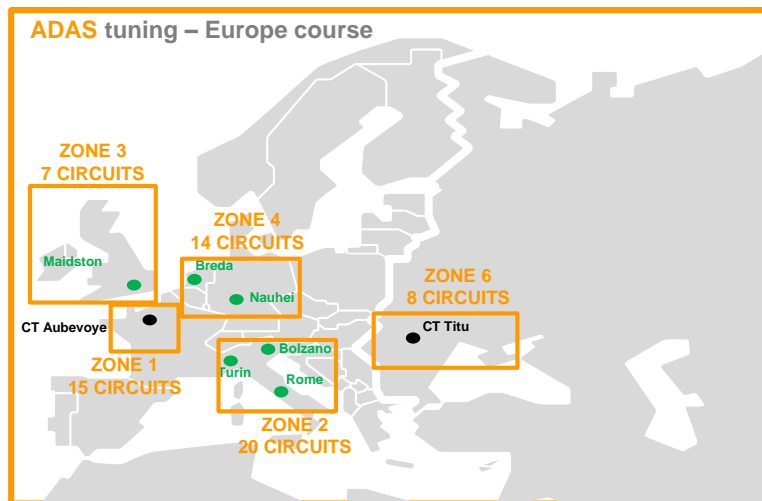 ADAS tuning – Europe course
ZONE 3
7 CIRCUITS
ZONE 4
14 CIRCUITS
Maidston
Breda
Nauhei
ZONE 6
8 CIRCUITS
CT Aubevoye
CT Titu
Bolzano
Turin
Rome
ZONE 1
15 CIRCUITS
ZONE 2
20 CIRCUITS